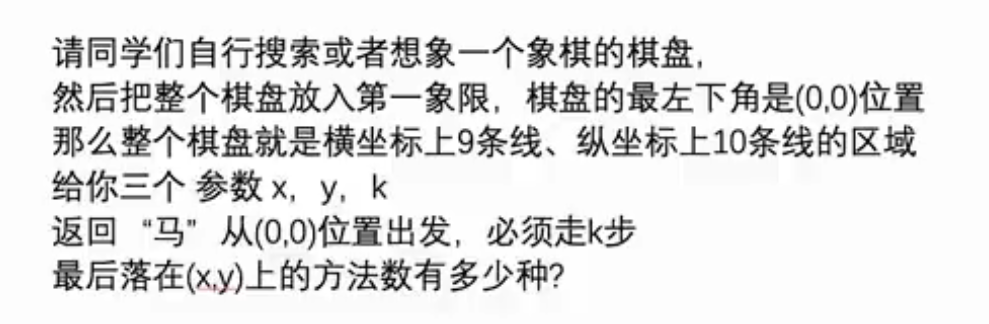 请同学们自行搜索或者想象一个象棋的棋盘，
然后把整个棋盘放入第一象限，棋盘的最左下角是(0,0)位置
那么整个棋盘就是横坐标上9条线、纵坐标上10条线的区域
给你三个 参数 x，y，k
返回 “马” 从(0,0)位置出发，必须走k步
最后落在(x,y)上的方法数有多少种?